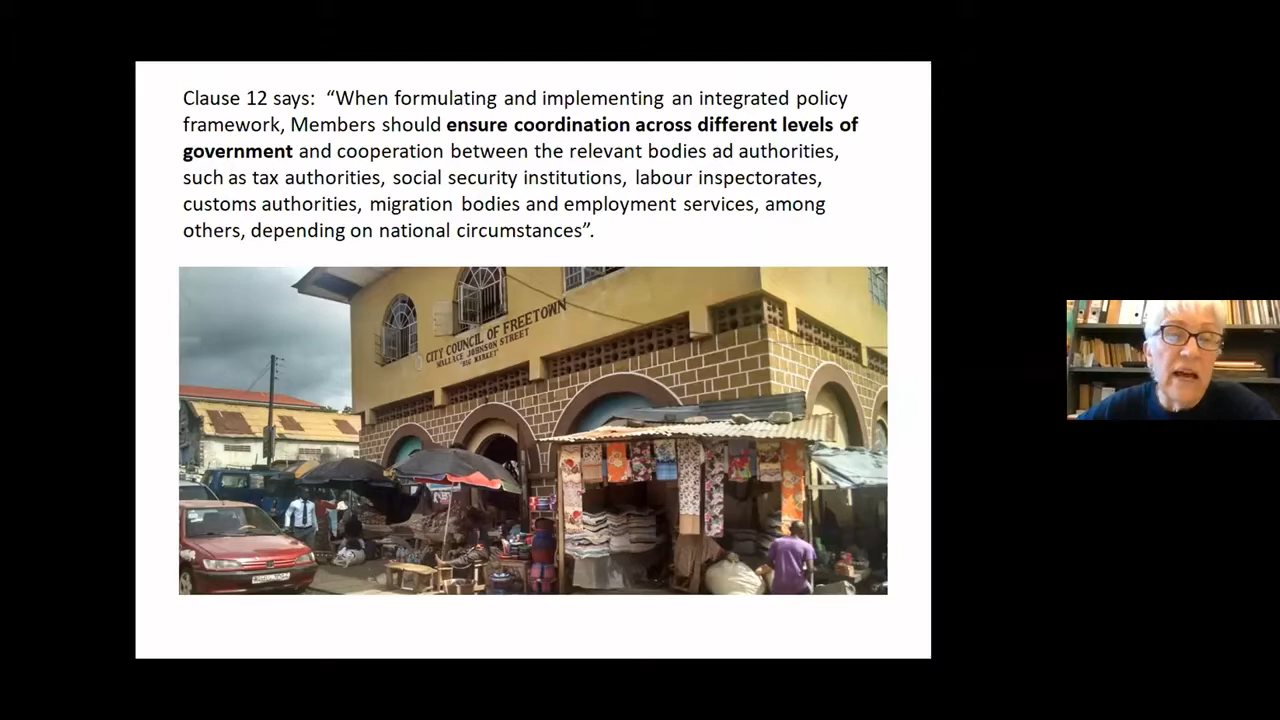 Clause 12 says:  “When formulating and implementing an integrated policy
framework, Members should ensure coordination across different levels of
government and cooperation between the relevant bodies ad authorities,
such as tax authorities, social security institutions, labour inspectorates,
customs authorities, migration bodies and employment services, among
others, depending on national circumstances”.
CITY COUNCIL OF FREETOWN
WALLACE JOHNSON STREET
"BIG MARKET"